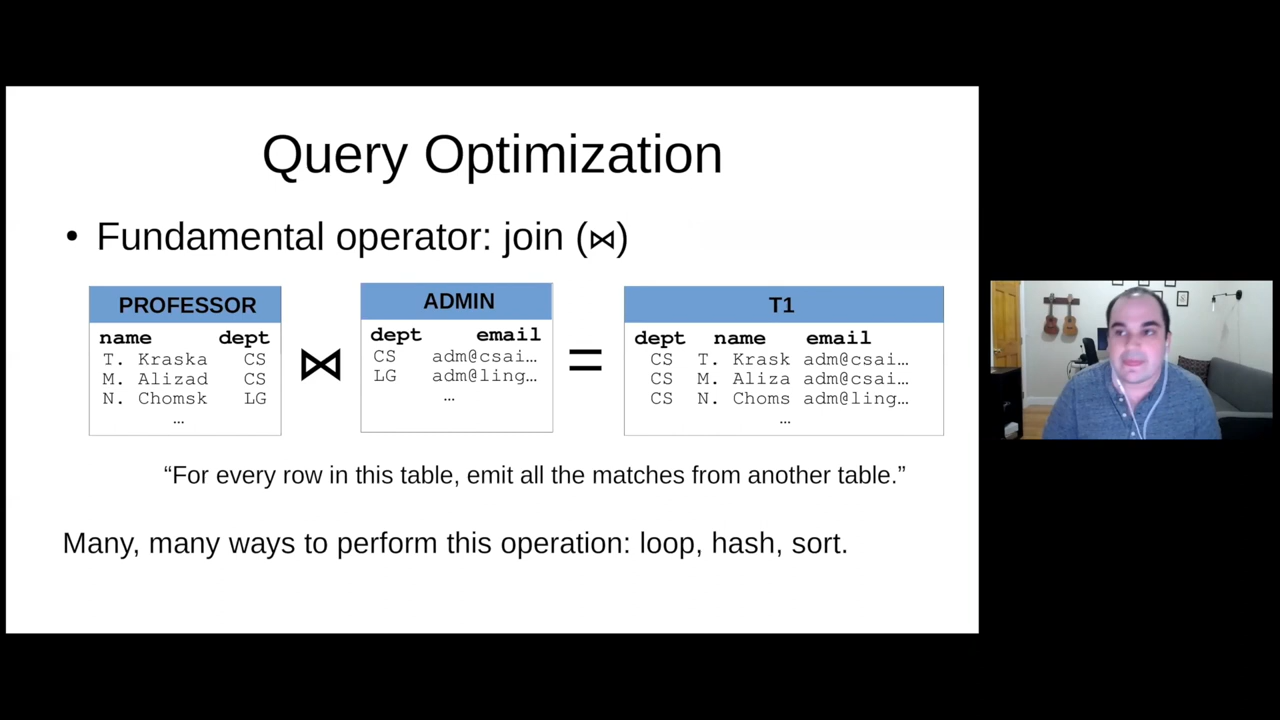 Query Optimization
• Fundamental operator: join (⋈)
PROFESSOR
name dept
T. Kraska CS
M. Alizad CS
N. Chomsk LG
…
⋈
ADMIN
dept email
CS adm@csai…
LG adm@ling…
…
=
T1
dept name email
CS T. Krask adm@csai…
CS M. Aliza adm@csai…
CS N. Choms adm@ling…
…
“For every row in this table, emit all the matches from another table.”
Many, many ways to perform this operation: loop, hash, sort.